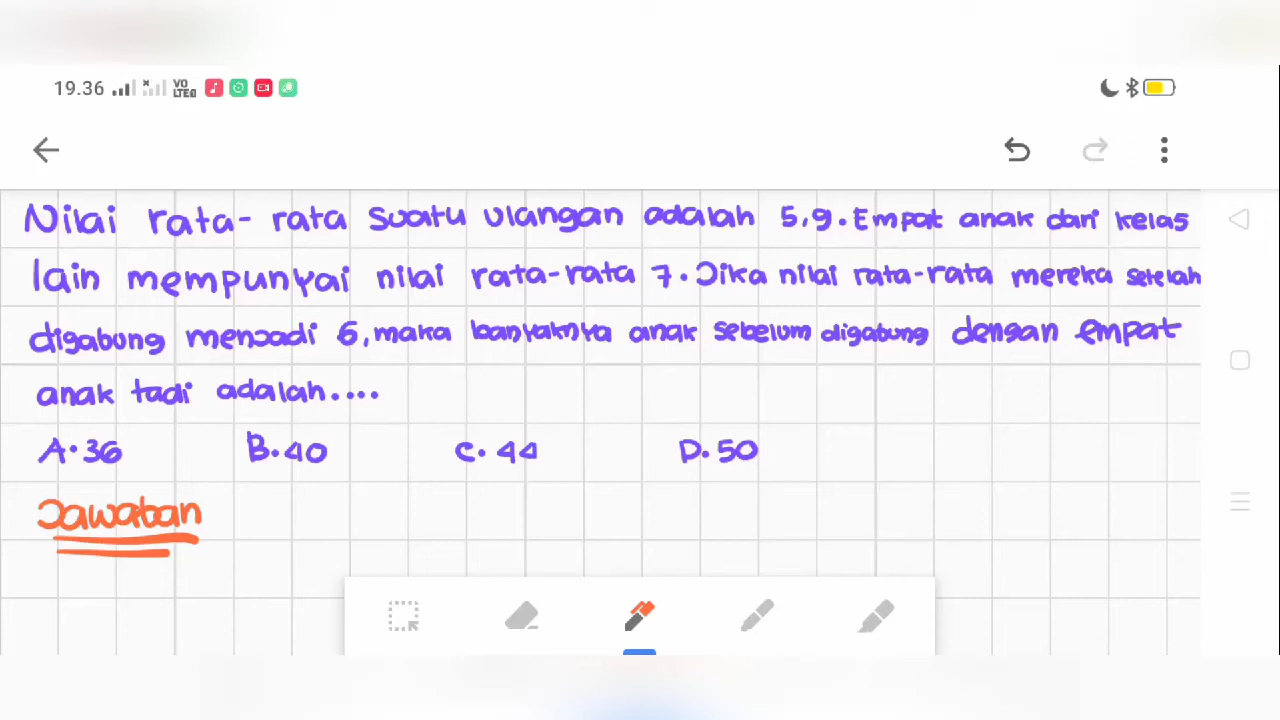 19.36 VO LTE
Nilai rata-rata suatu ulangan adalah 5,9. Empat anak dari kelas
lain mempunyai nilai rata-rata 7. Jika nilai rata-rata mereka setelah
digabung menjadi 6, maka banyaknya anak sebelum digabung dengan empat
anak tadi adalah....
A. 36 B. 40 C. 44 D. 50
Jawaban